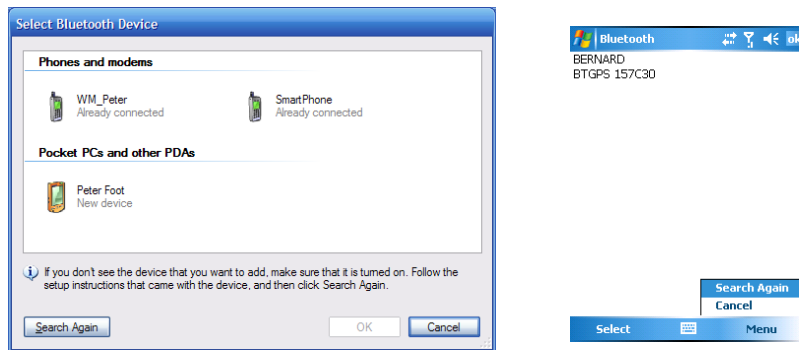 Select Bluetooth Device
Phones and modems
WM_Peter
Already connected
SmartPhone
Already connected
Pocket PCs and other PDAs
Peter Foot
New device
If you don't see the device that you want to add, make sure that it is turned on. Follow the
setup instructions that came with the device, and then click Search Again.
Search Again
OK
Cancel
Bluetooth
ok
BERNARD
BTGPS 157C30
Search Again
Cancel
Select
Menu